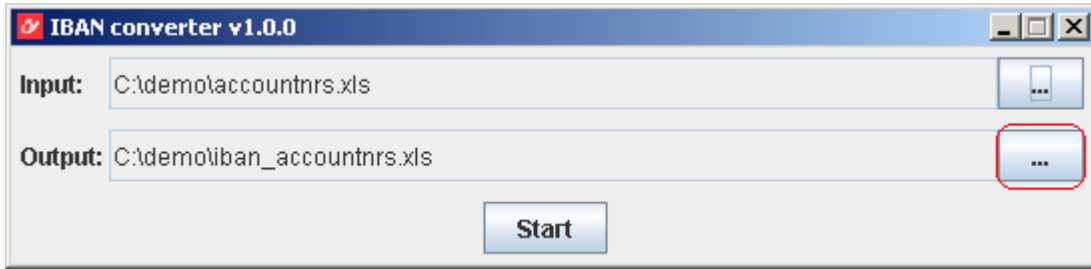 IBAN converter v1.0.0
Input: C:\demo\accountnrs.xls ...
Output: C:\demo\iban_accountnrs.xls ...
Start